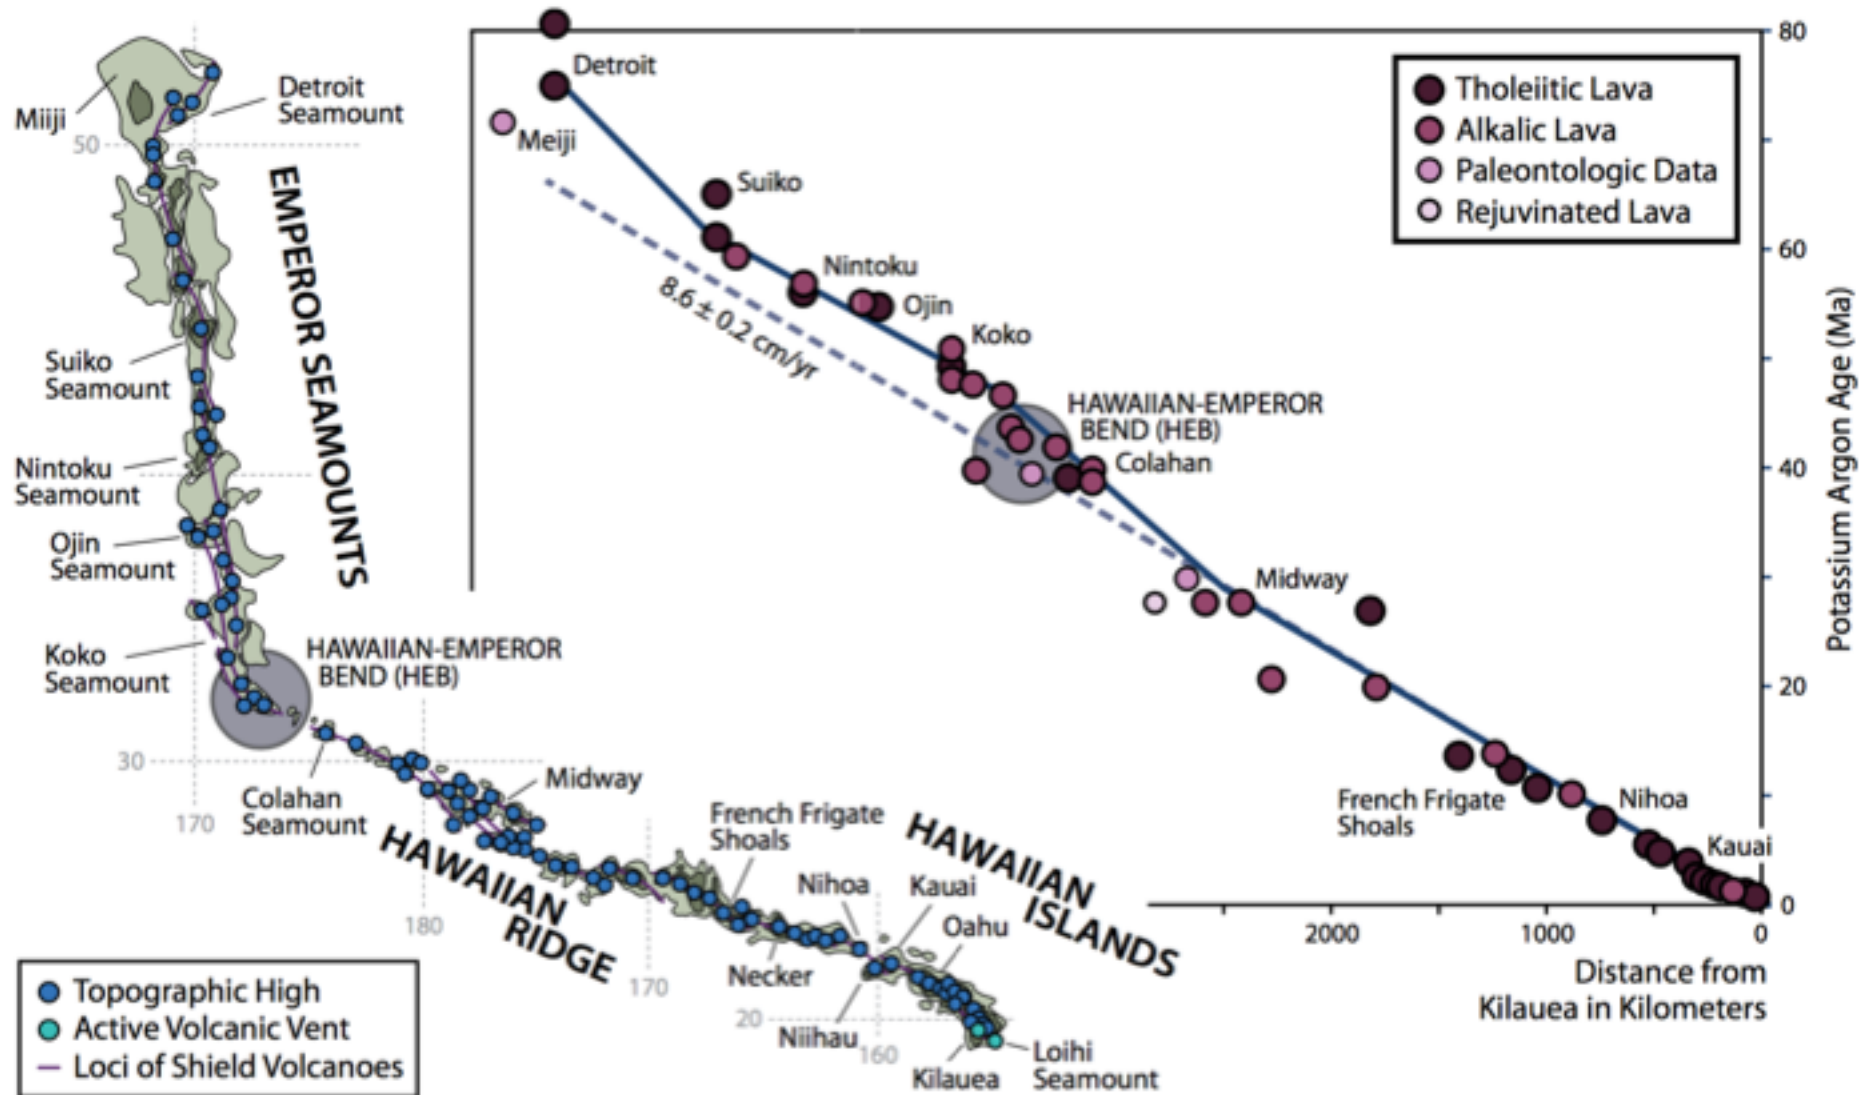 Miiji
Detroit
Seamount
50
EMPEROR SEAMOUNTS
Suiko
Seamount
Nintoku
Seamount
Ojin
Seamount
Koko
Seamount
HAWAIIAN-EMPEROR
BEND (HEB)
30
170
Colahan
Seamount
Midway
HAWAIIAN
RIDGE
180
French Frigate
Shoals
HAWAIIAN
ISLANDS
Nihoa
Kauai
Oahu
Necker
170
20
Niihau
160
Kilauea
Loihi
Seamount
Topographic High
Active Volcanic Vent
Loci of Shield Volcanoes
Detroit
Meiji
Suiko
8.6 ± 0.2 cm/yr
Nintoku
Ojin
Koko
HAWAIIAN-EMPEROR
BEND (HEB)
Colahan
Midway
French Frigate
Shoals
Nihoa
Kauai
Tholeiitic Lava
Alkalic Lava
Paleontologic Data
Rejuvinated Lava
80
60
40
20
0
Potassium Argon Age (Ma)
2000
1000
0
Distance from
Kilauea in Kilometers